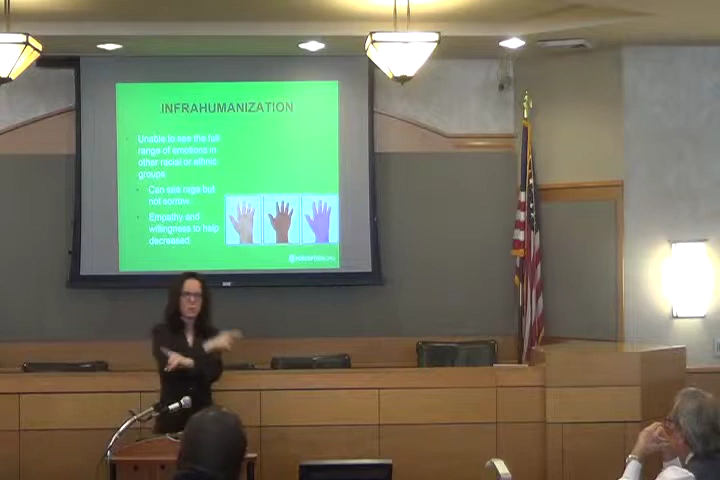 INFRAHUMANIZATION
Unable to see the full
range of emotions in
other racial or ethnic
groups
Can see rage but
not sorrow.
Empathy and
willingness to help
decreased.